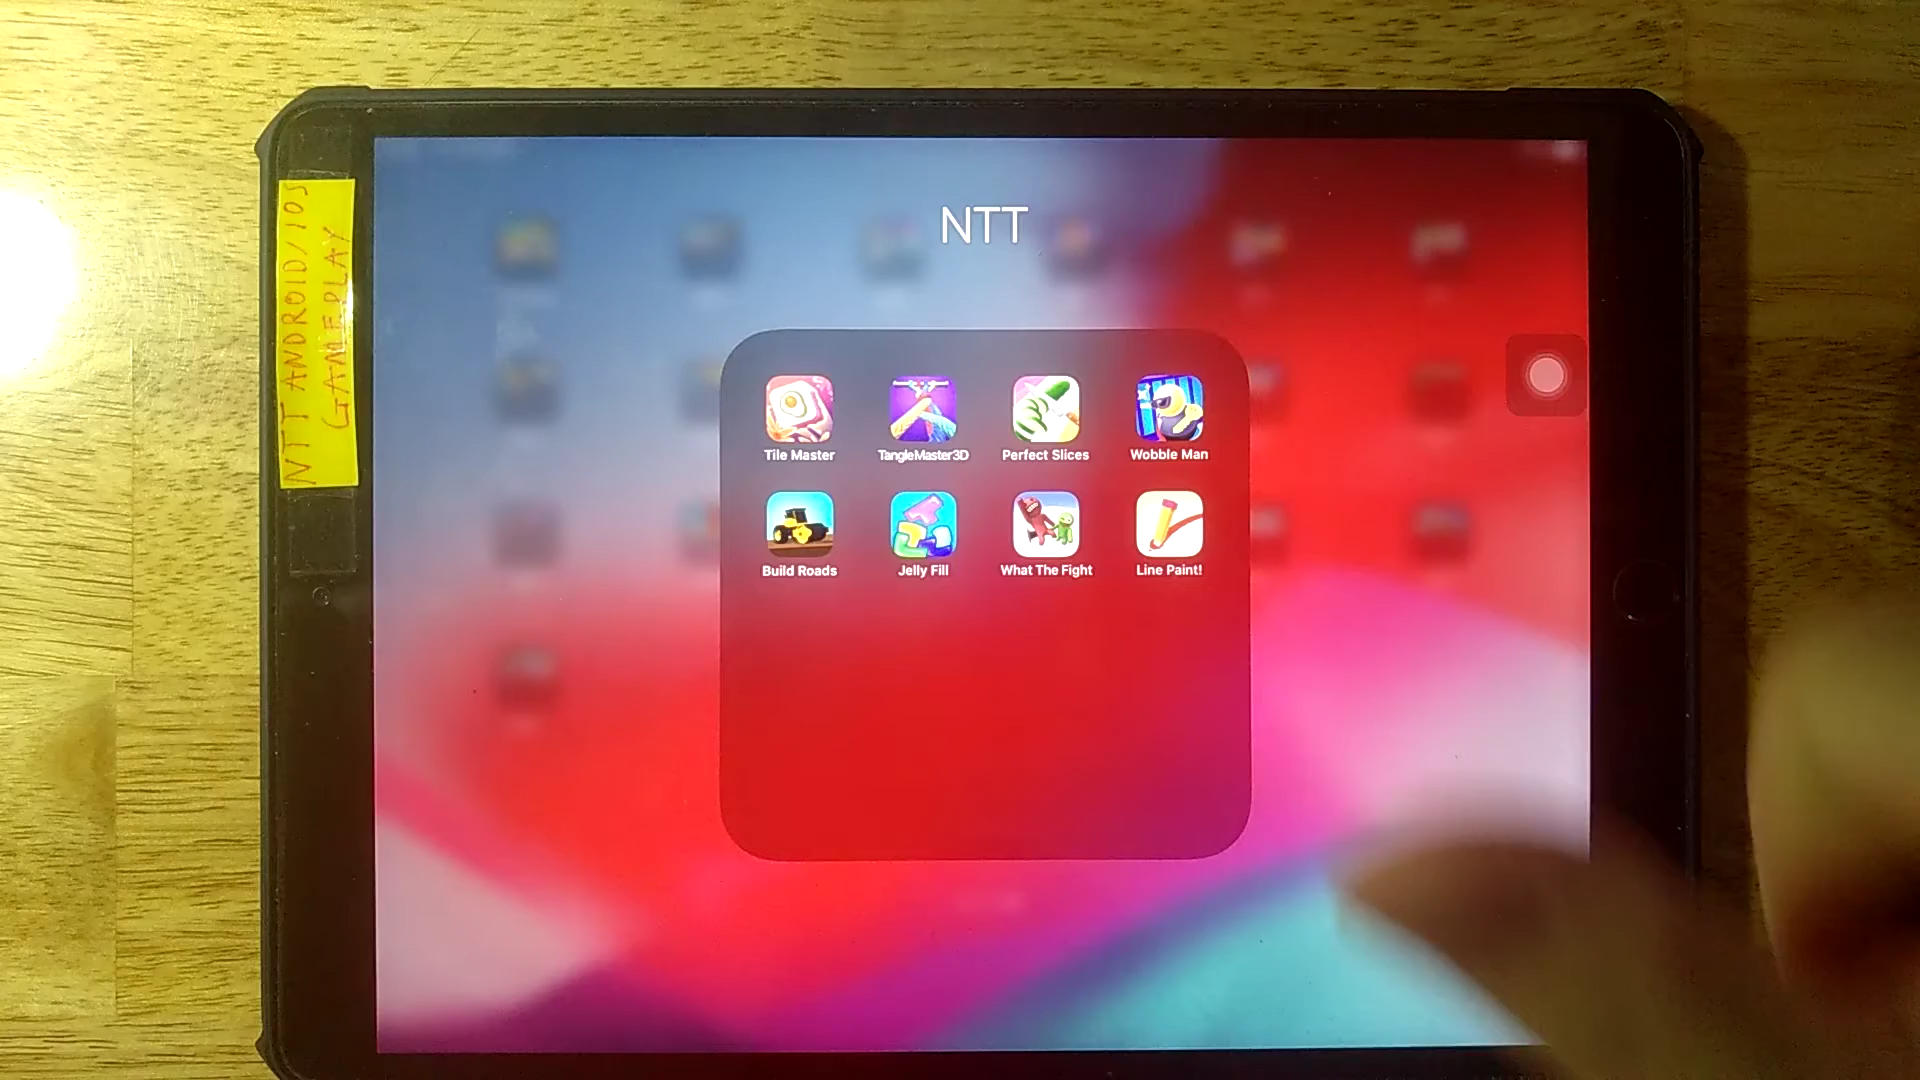 NTT ANDROID/IOS
GAMEPLAY
NTT
Tile Master
TangleMaster3D
Perfect Slices
Wobble Man
Build Roads
Jelly Fill
What The Fight
Line Paint!